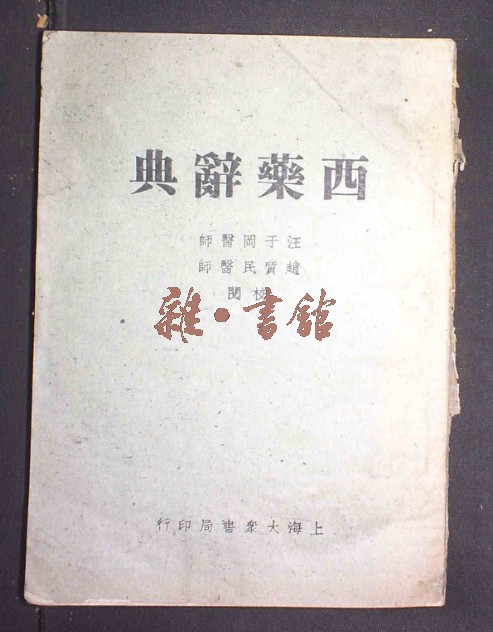 西藥辭典
汪于岡醫師
趙質民醫師
校閱
雜·書館
上海大衆書局印行